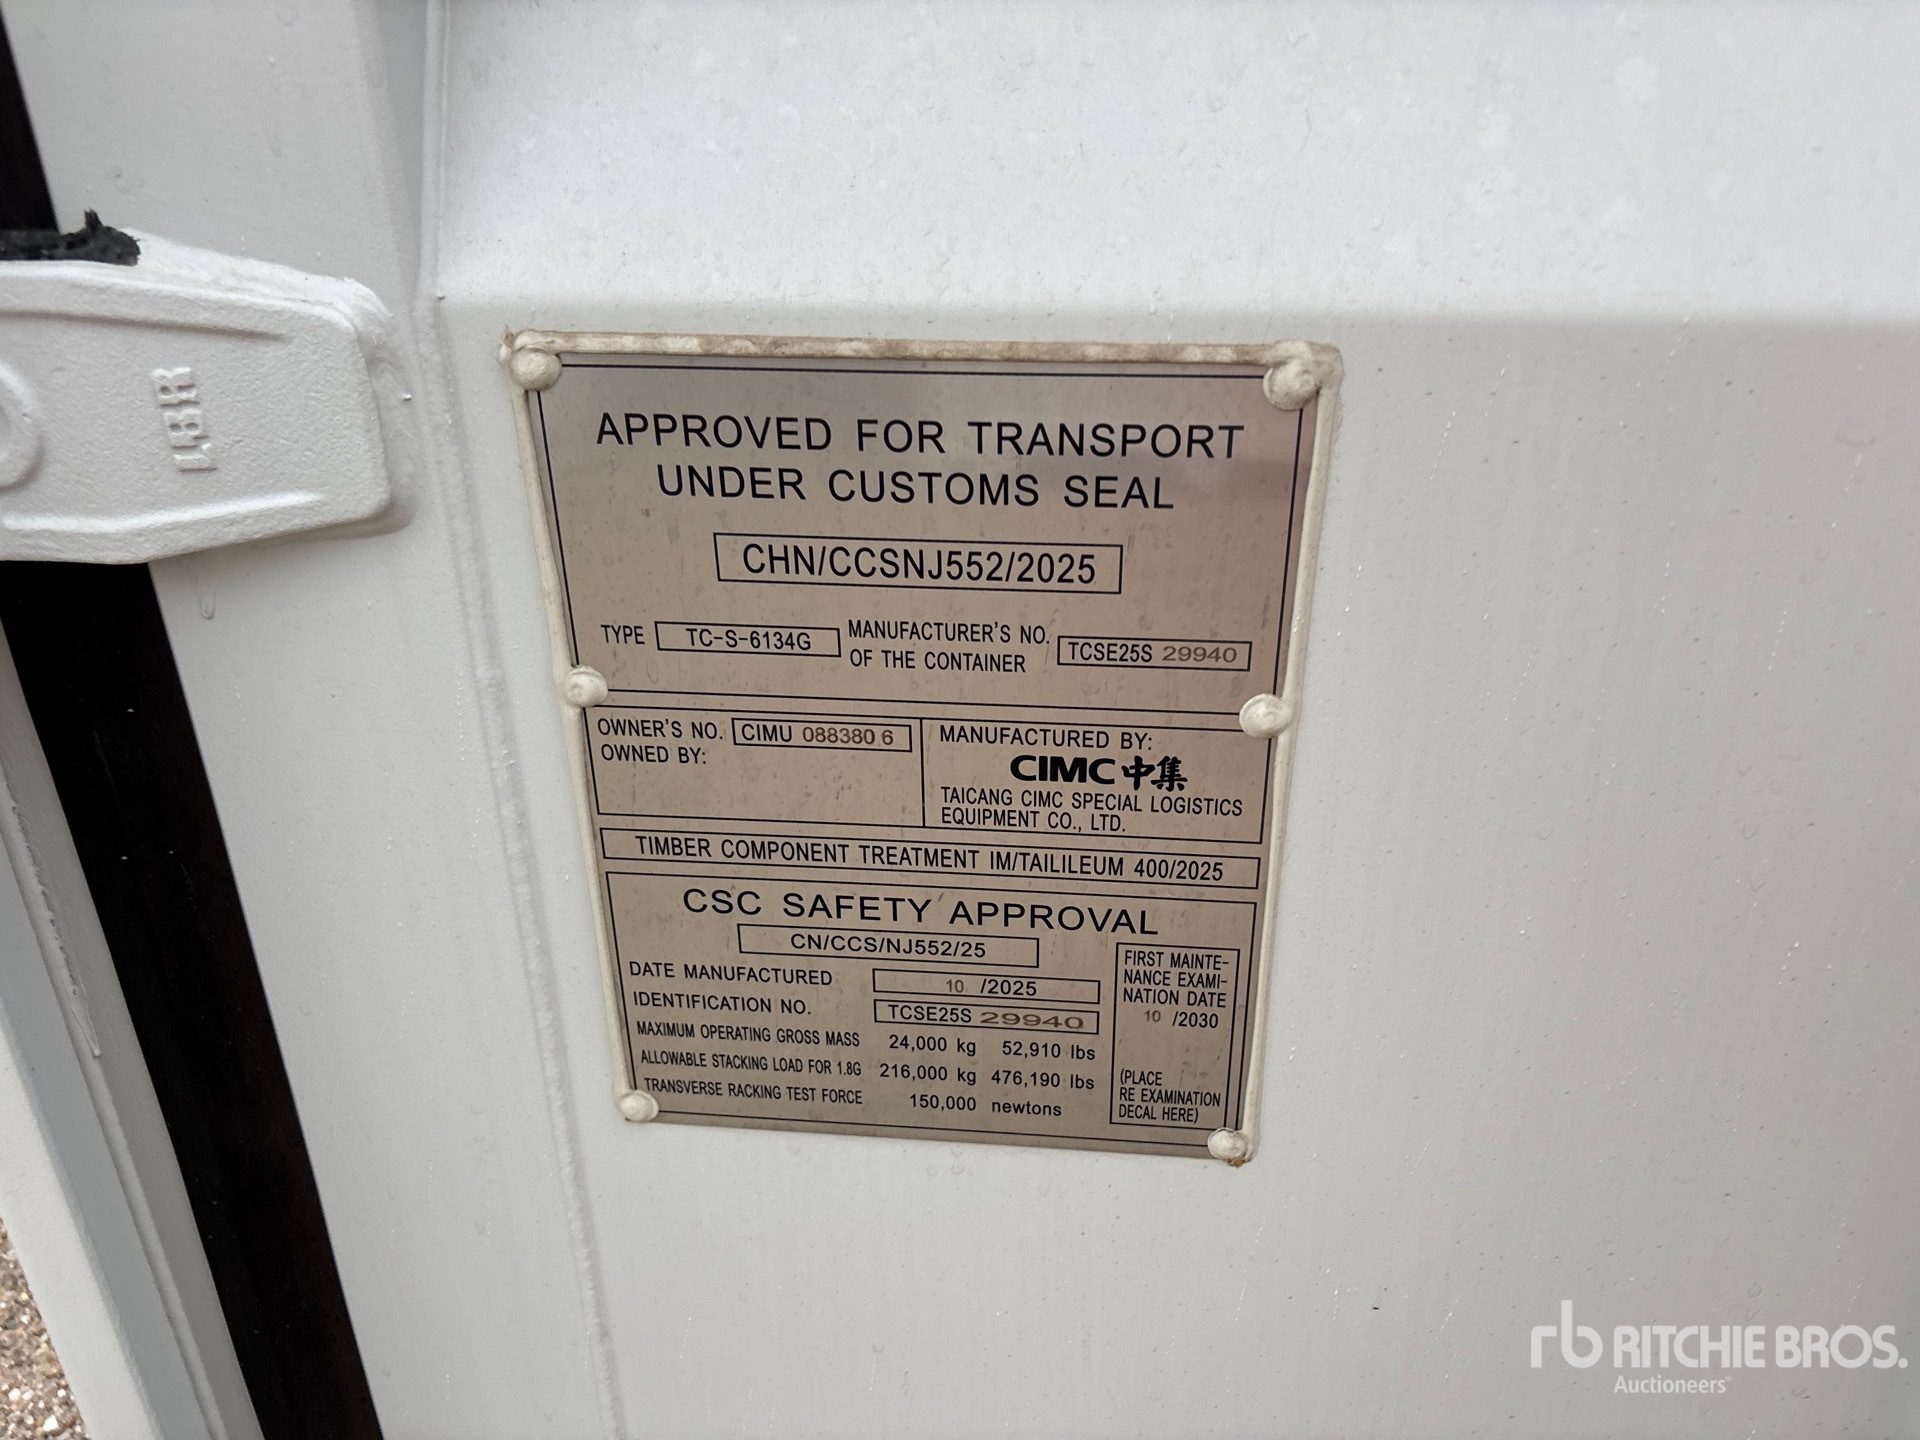 LBR
APPROVED FOR TRANSPORT
UNDER CUSTOMS SEAL
CHN/CCSNJ552/2025
TYPE TC-S-6134G MANUFACTURER'S NO.
OF THE CONTAINER TCSE25S 29940
OWNER'S NO. CIMU 088380 6
OWNED BY:
MANUFACTURED BY:
CIMC中集
TAICANG CIMC SPECIAL LOGISTICS
EQUIPMENT CO., LTD.
TIMBER COMPONENT TREATMENT IM/TAILILEUM 400/2025
CSC SAFETY APPROVAL
CN/CCS/NJ552/25
DATE MANUFACTURED 10 /2025
IDENTIFICATION NO. TCSE25S 29940
MAXIMUM OPERATING GROSS MASS 24,000 kg 52,910 lbs
ALLOWABLE STACKING LOAD FOR 1.8G 216,000 kg 476,190 lbs
TRANSVERSE RACKING TEST FORCE 150,000 newtons
FIRST MAINTE-
NANCE EXAMI-
NATION DATE
10 /2030
(PLACE
RE EXAMINATION
DECAL HERE)
rb RITCHIE BROS.
Auctioneers